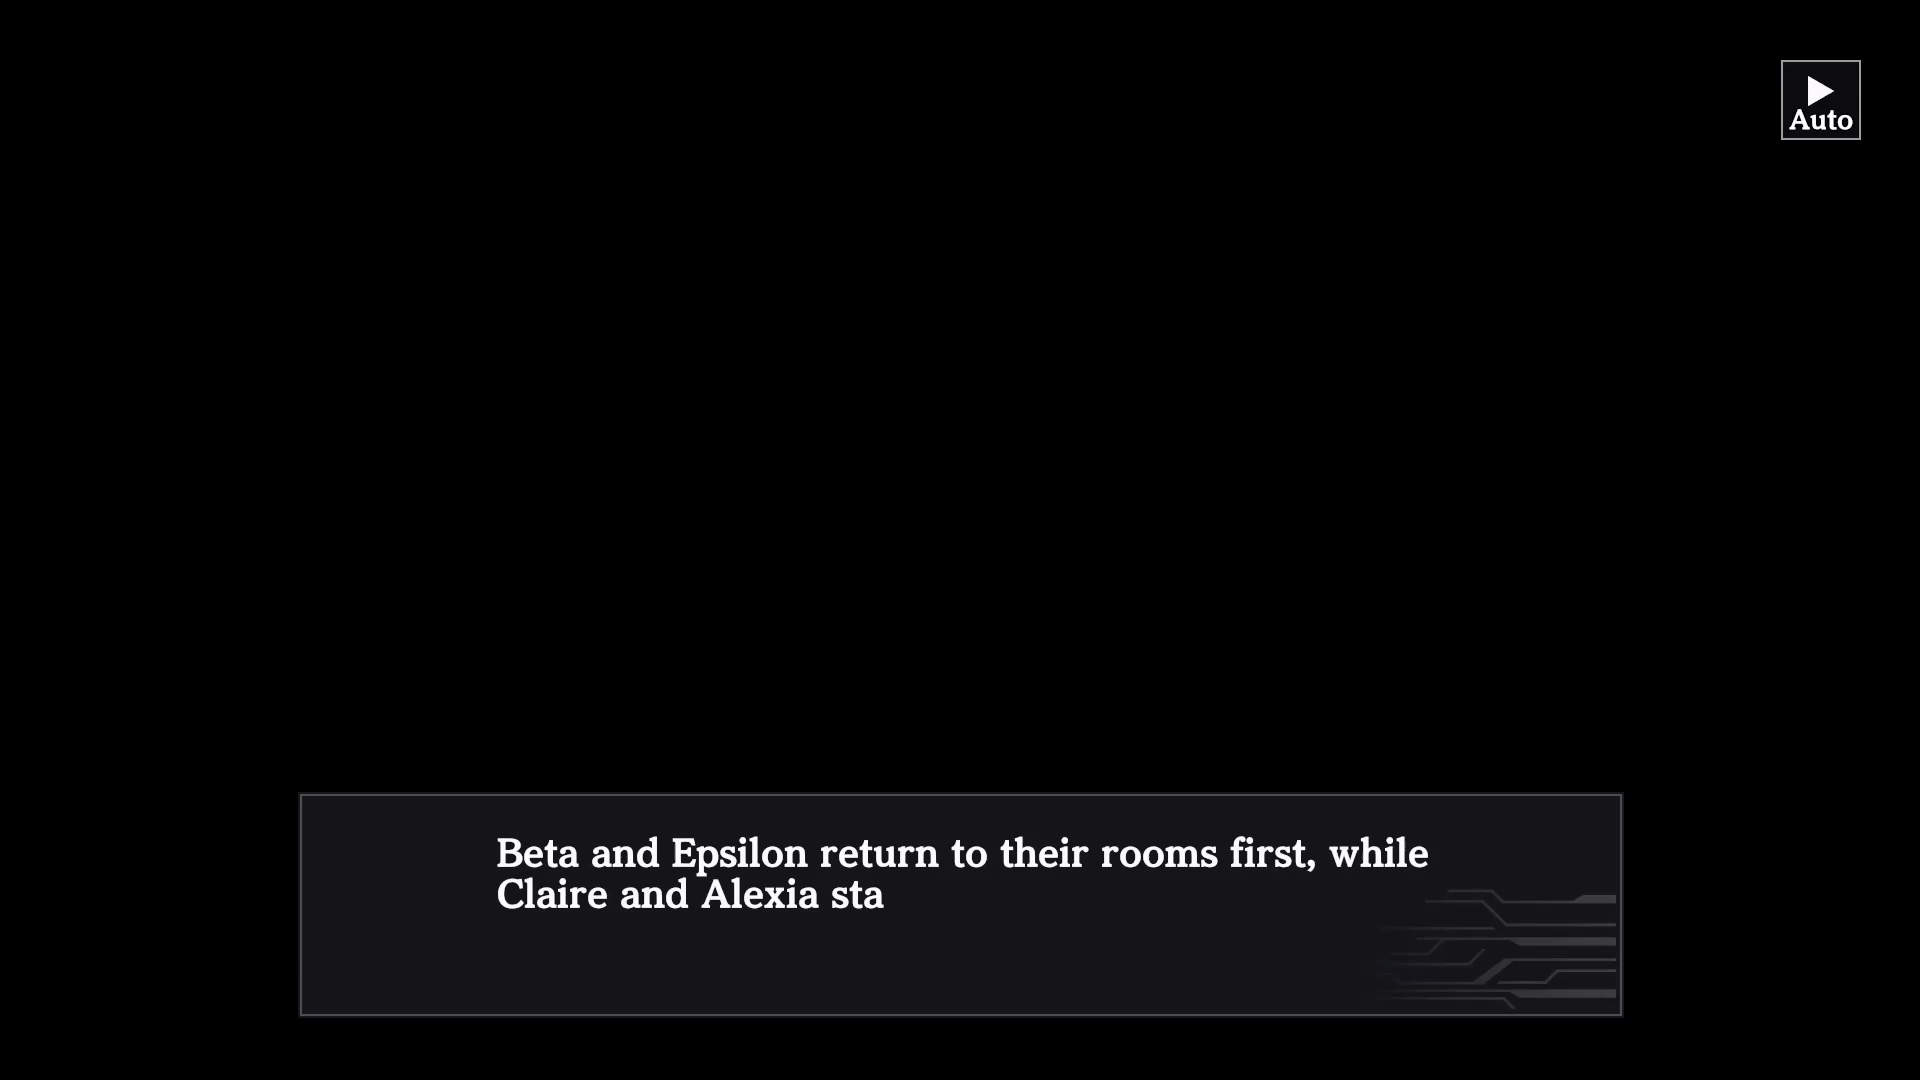 Auto
Beta and Epsilon return to their rooms first, while
Claire and Alexia sta